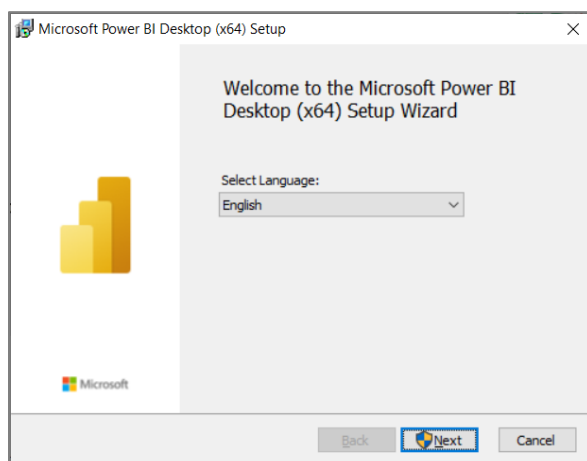 Microsoft Power BI Desktop (x64) Setup
Welcome to the Microsoft Power BI
Desktop (x64) Setup Wizard
Select Language:
English
Microsoft
Back
Next
Cancel